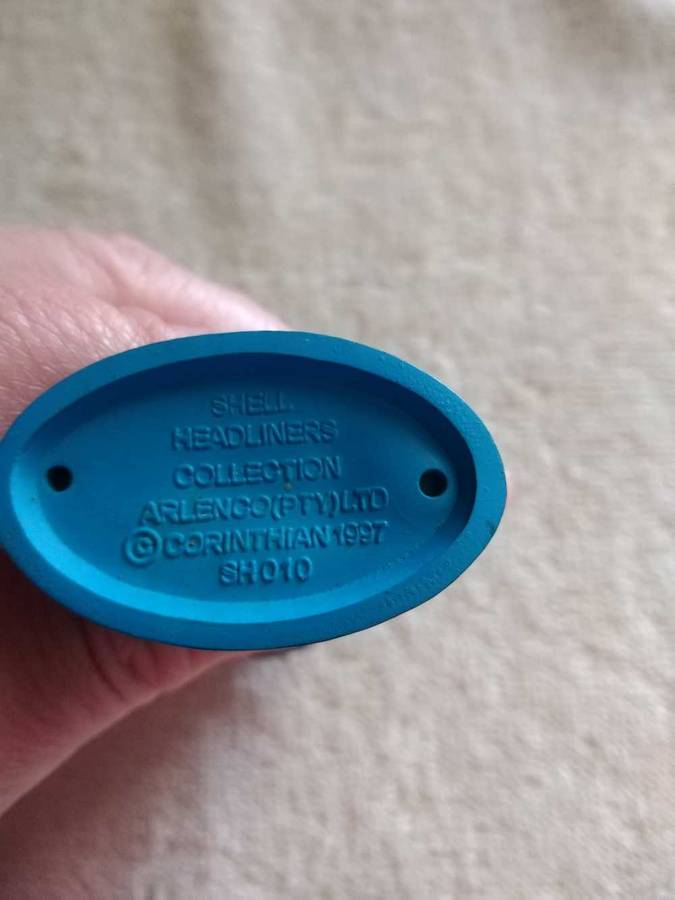 SHELL
HEADLINERS
COLLECTION
ARLENCO(PTY)LTD
© CORINTHIAN 1997
SH010